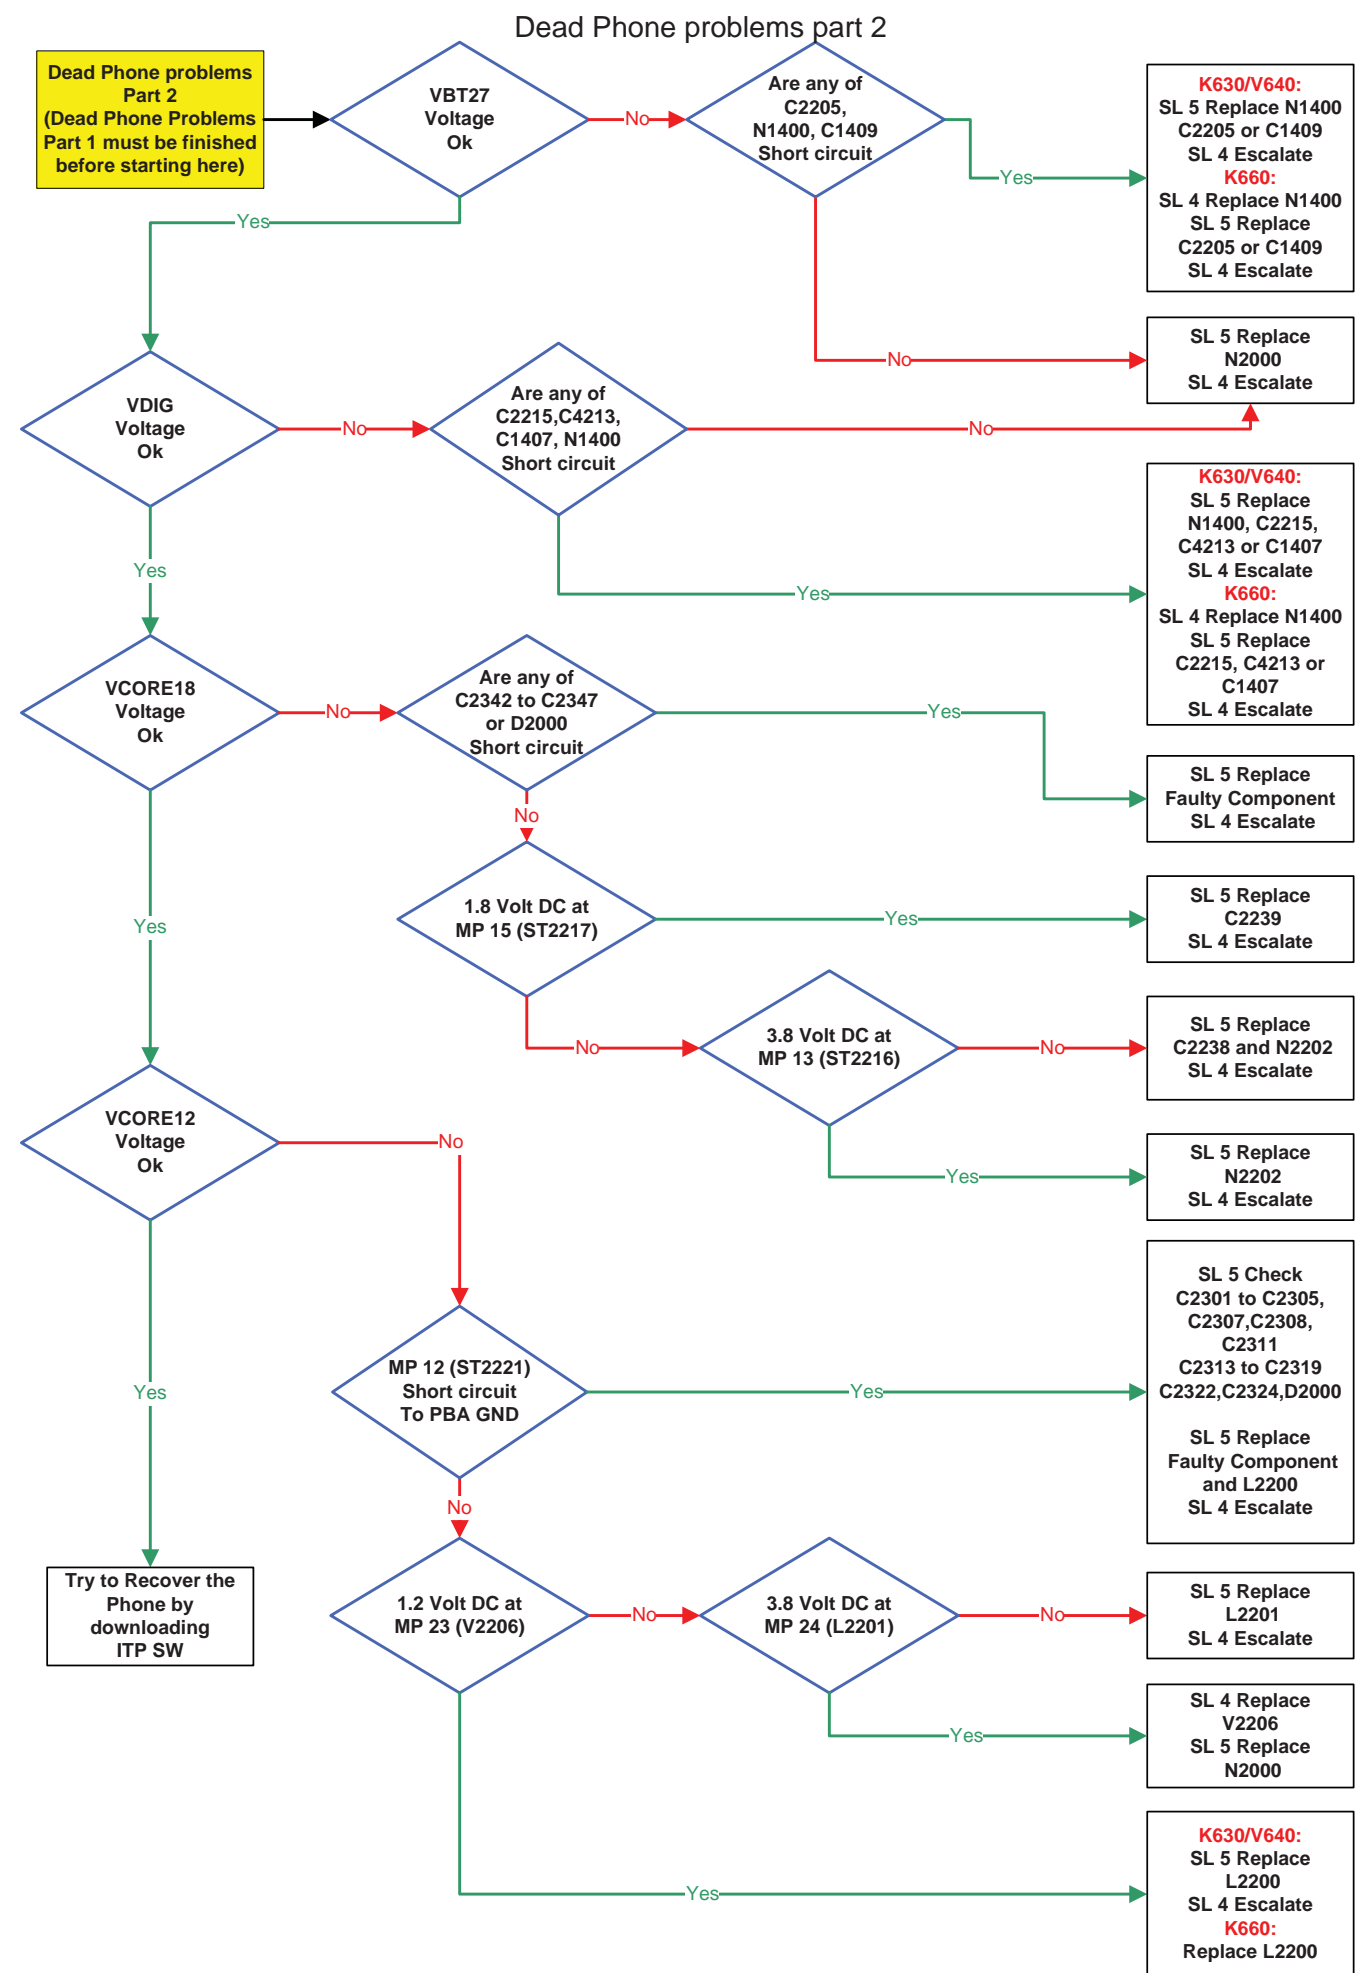 Dead Phone problems part 2
Dead Phone problems
Part 2
(Dead Phone Problems
Part 1 must be finished
before starting here)
VBT27
Voltage
Ok
No
Are any of
C2205,
N1400, C1409
Short circuit
Yes
K630/V640:
SL 5 Replace N1400
C2205 or C1409
SL 4 Escalate
K660:
SL 4 Replace N1400
SL 5 Replace
C2205 or C1409
SL 4 Escalate
Yes
No
SL 5 Replace
N2000
SL 4 Escalate
VDIG
Voltage
Ok
No
Are any of
C2215,C4213,
C1407, N1400
Short circuit
No
Yes
K630/V640:
SL 5 Replace
N1400, C2215,
C4213 or C1407
SL 4 Escalate
K660:
SL 4 Replace N1400
SL 5 Replace
C2215, C4213 or
C1407
SL 4 Escalate
Yes
VCORE18
Voltage
Ok
No
Are any of
C2342 to C2347
or D2000
Short circuit
Yes
SL 5 Replace
Faulty Component
SL 4 Escalate
No
1.8 Volt DC at
MP 15 (ST2217)
Yes
SL 5 Replace
C2239
SL 4 Escalate
Yes
No
3.8 Volt DC at
MP 13 (ST2216)
No
SL 5 Replace
C2238 and N2202
SL 4 Escalate
Yes
SL 5 Replace
N2202
SL 4 Escalate
VCORE12
Voltage
Ok
No
MP 12 (ST2221)
Short circuit
To PBA GND
Yes
SL 5 Check
C2301 to C2305,
C2307,C2308,
C2311
C2313 to C2319
C2322,C2324,D2000
SL 5 Replace
Faulty Component
and L2200
SL 4 Escalate
Yes
No
Try to Recover the
Phone by
downloading
ITP SW
1.2 Volt DC at
MP 23 (V2206)
No
3.8 Volt DC at
MP 24 (L2201)
No
SL 5 Replace
L2201
SL 4 Escalate
Yes
SL 4 Replace
V2206
SL 5 Replace
N2000
Yes
K630/V640:
SL 5 Replace
L2200
SL 4 Escalate
K660:
Replace L2200